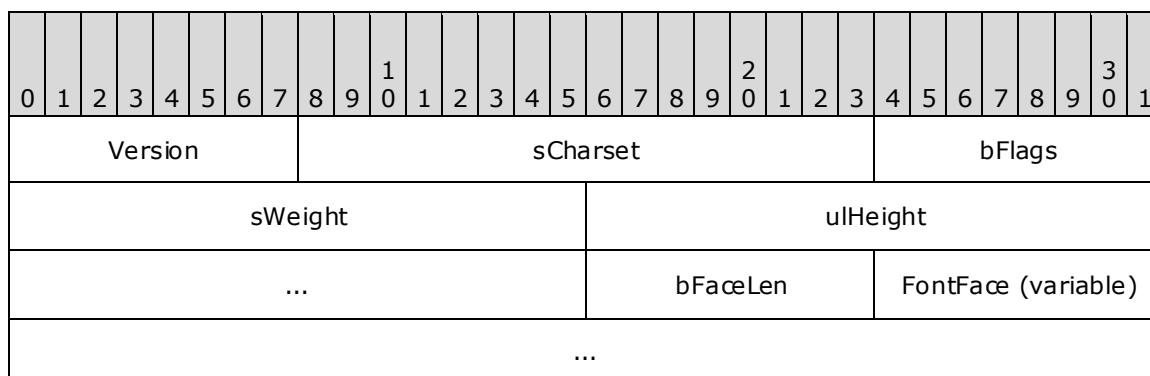 1 2 3
0 1 2 3 4 5 6 7 8 9 0 1 2 3 4 5 6 7 8 9 0 1 2 3 4 5 6 7 8 9 0 1
Version sCharset bFlags
sWeight ulHeight
... bFaceLen FontFace (variable)
...